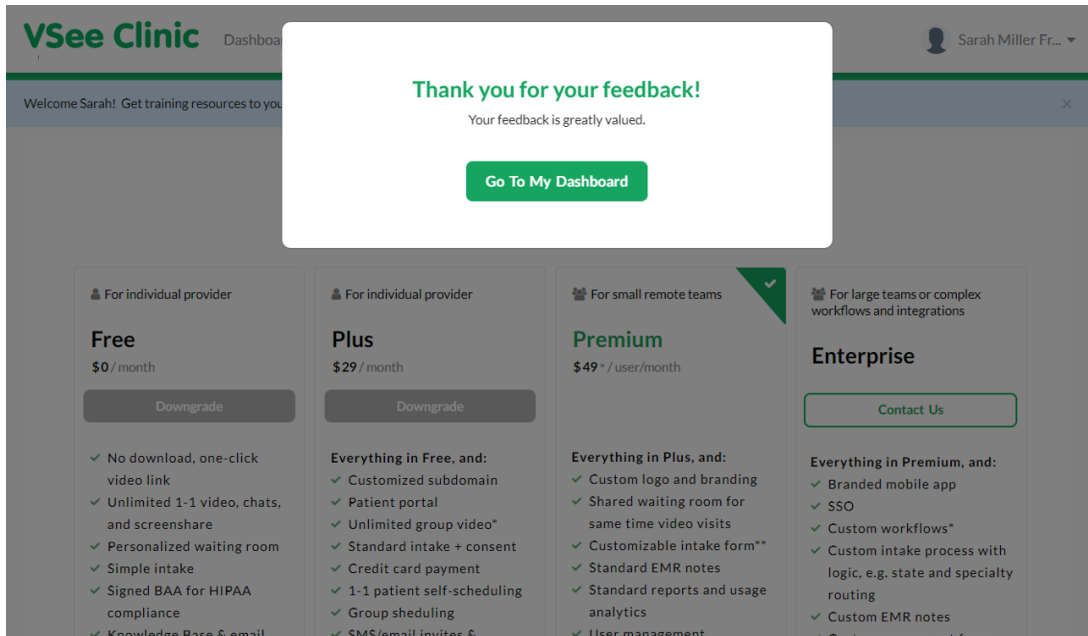 VSee Clinic
Dashboa
Sarah Miller Fr...
Welcome Sarah! Get training resources to you
×
Thank you for your feedback!
Your feedback is greatly valued.
Go To My Dashboard
For individual provider
Free
$0 / month
Downgrade
No download, one-click
video link
Unlimited 1-1 video, chats,
and screenshare
Personalized waiting room
Simple intake
Signed BAA for HIPAA
compliance
Knowledge Base & email
For individual provider
Plus
$29 / month
Downgrade
Everything in Free, and:
Customized subdomain
Patient portal
Unlimited group video*
Standard intake + consent
Credit card payment
1-1 patient self-scheduling
Group sheduling
SMS/email invites &
For small remote teams
Premium
$49 * / user/month
Everything in Plus, and:
Custom logo and branding
Shared waiting room for
same time video visits
Customizable intake form**
Standard EMR notes
Standard reports and usage
analytics
User management
For large teams or complex
workflows and integrations
Enterprise
Contact Us
Everything in Premium, and:
Branded mobile app
SSO
Custom workflows*
Custom intake process with
logic, e.g. state and specialty
routing
Custom EMR notes